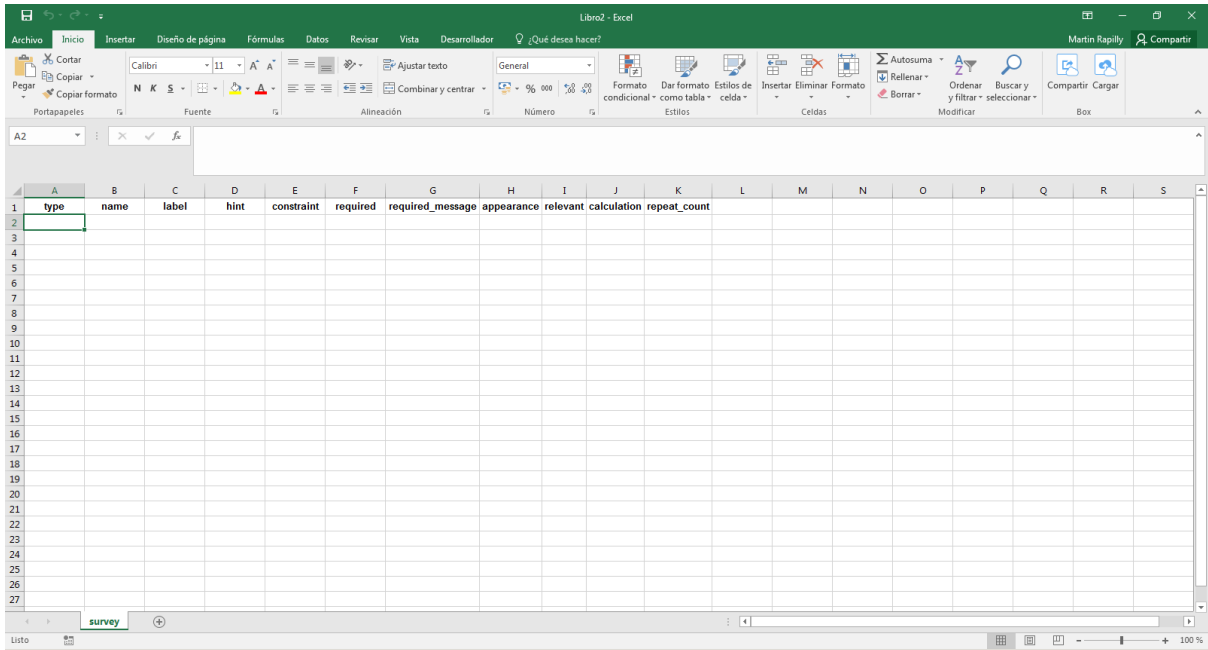 Libro2 - Excel
Archivo Inicio Insertar Diseño de página Fórmulas Datos Revisar Vista Desarrollador ¿Qué desea hacer? Martin Rapilly Compartir
Pegar
Cortar
Copiar
Copiar formato
Portapapeles
Calibri 11
N K S
Fuente
Ajustar texto
Combinar y centrar
Alineación
General
% 000
Número
Formato condicional
Dar formato como tabla
Estilos de celda
Estilos
Insertar Eliminar Formato
Celdas
Autosuma
Rellenar
Borrar
Ordenar y filtrar
Buscar y seleccionar
Modificar
Compartir Cargar
Box
A2 fx
A B C D E F G H I J K L M N O P Q R S
1 type name label hint constraint required required_message appearance relevant calculation repeat_count
2
3
4
5
6
7
8
9
10
11
12
13
14
15
16
17
18
19
20
21
22
23
24
25
26
27
survey
Listo 100 %